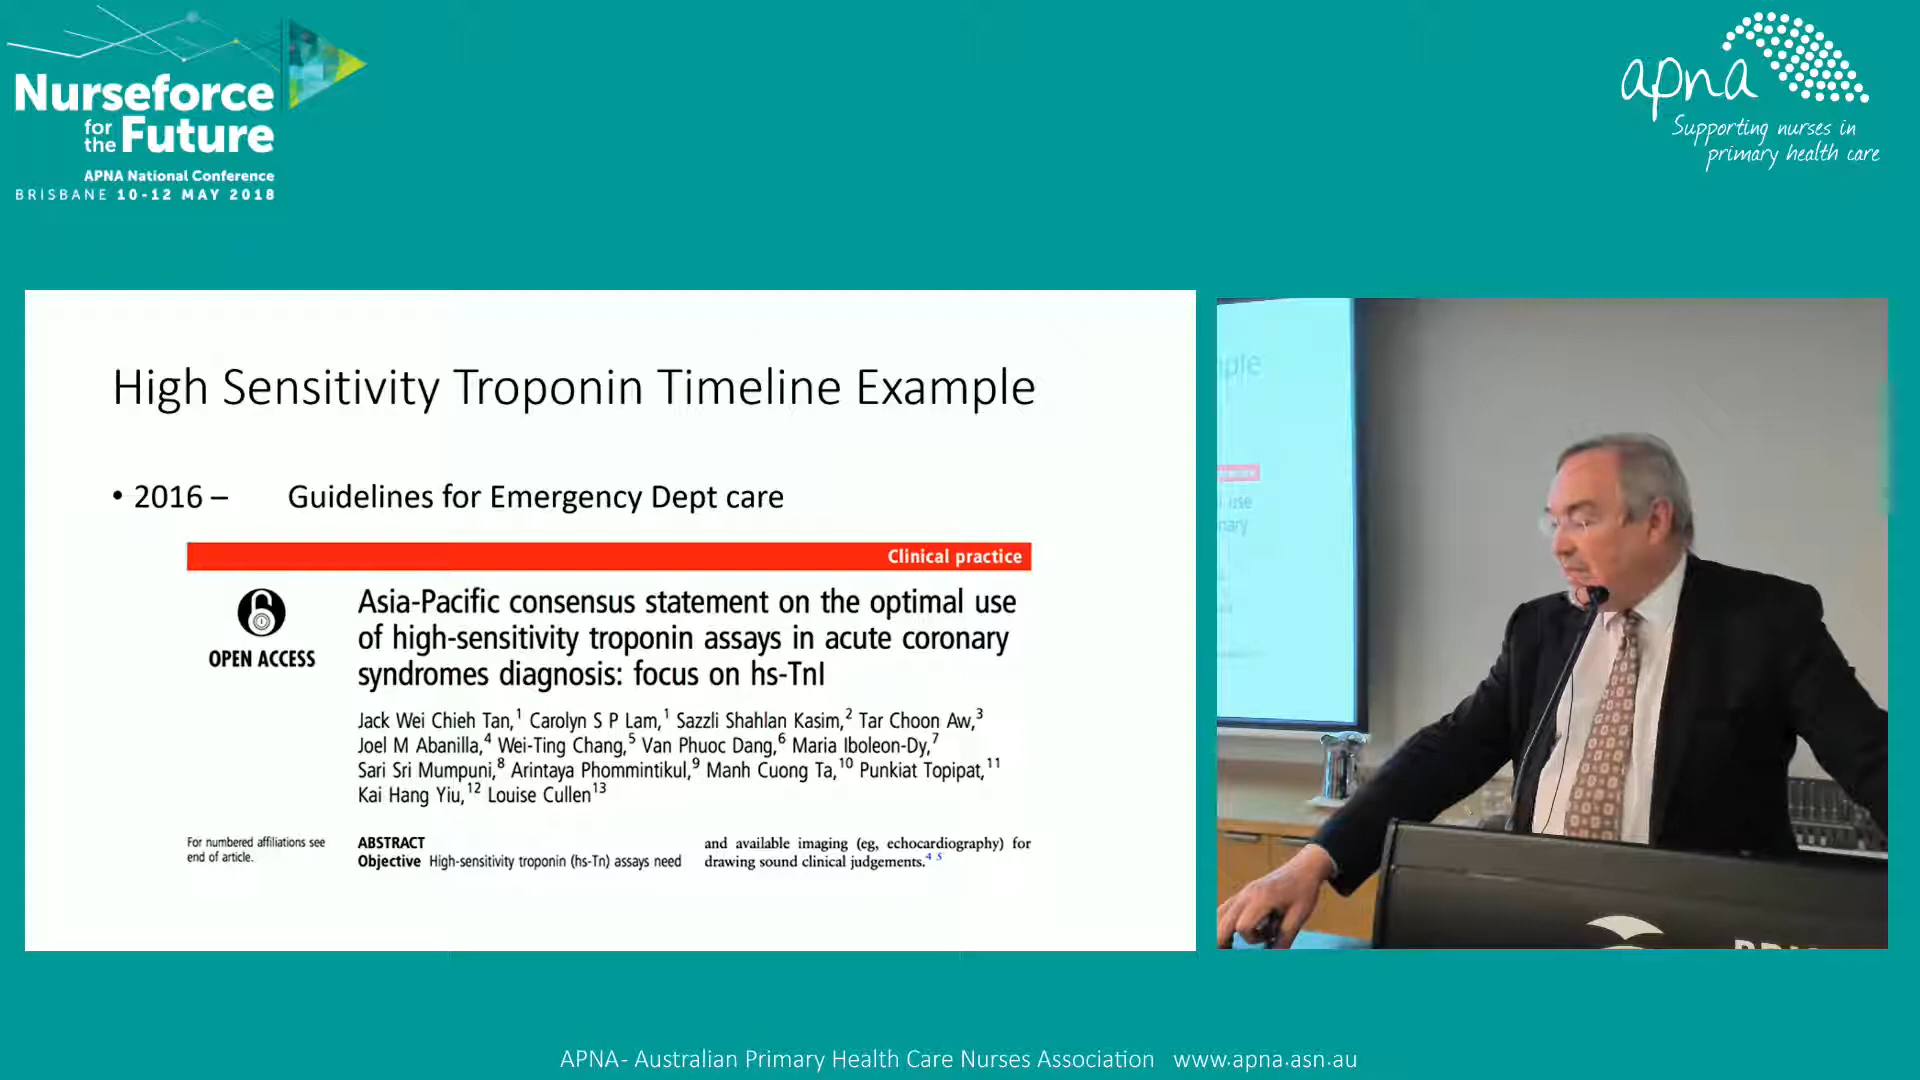 Nurseforce
for
the Future
APNA National Conference
BRISBANE 10-12 MAY 2018
apna
Supporting nurses in
primary health care
High Sensitivity Troponin Timeline Example
• 2016 – Guidelines for Emergency Dept care
Clinical practice
OPEN ACCESS
Asia-Pacific consensus statement on the optimal use
of high-sensitivity troponin assays in acute coronary
syndromes diagnosis: focus on hs-TnI
Jack Wei Chieh Tan,1 Carolyn S P Lam,1 Sazzli Shahlan Kasim,2 Tar Choon Aw,3
Joel M Abanilla,4 Wei-Ting Chang,5 Van Phuoc Dang,6 Maria Iboleon-Dy,7
Sari Sri Mumpuni,8 Arintaya Phommintikul,9 Manh Cuong Ta,10 Punkiat Topipat,11
Kai Hang Yiu,12 Louise Cullen13
For numbered affiliations see
end of article.
ABSTRACT
Objective High-sensitivity troponin (hs-Tn) assays need
and available imaging (eg, echocardiography) for
drawing sound clinical judgements.4 5
ple
use
nary
APNA- Australian Primary Health Care Nurses Association www.apna.asn.au